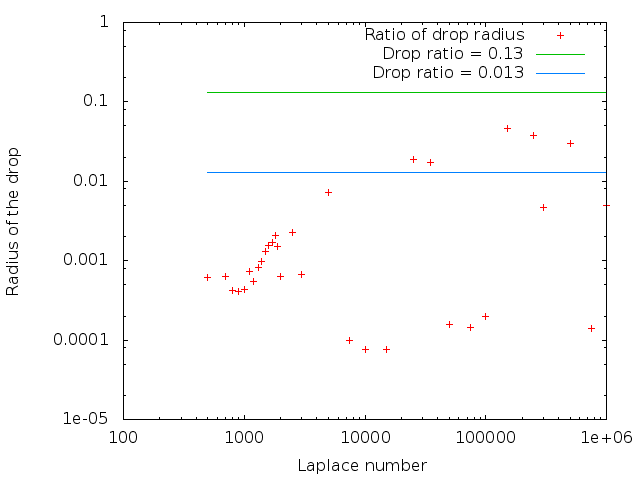 Ratio of drop radius
Drop ratio = 0.13
Drop ratio = 0.013
1
0.1
0.01
0.001
0.0001
1e-05
Radius of the drop
100
1000
10000
100000
1e+06
Laplace number